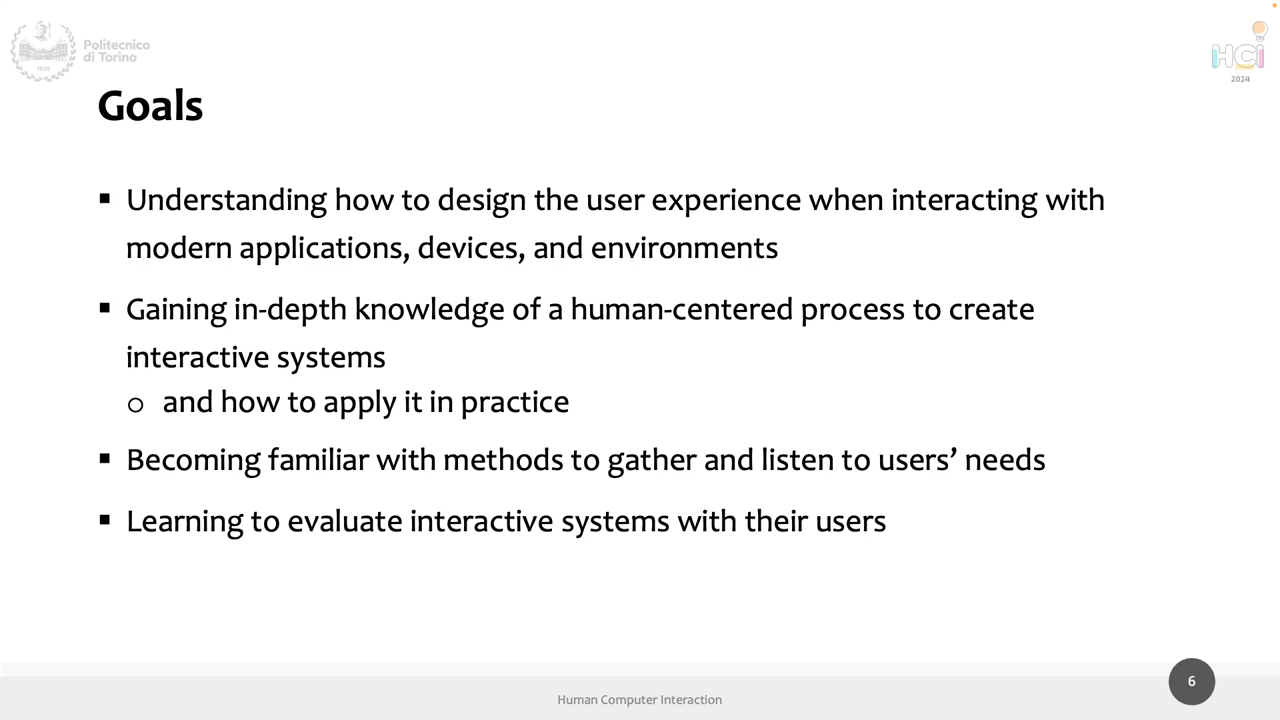 Politecnico
di Torino
1859
HCI
2024
Goals
▪ Understanding how to design the user experience when interacting with
modern applications, devices, and environments
▪ Gaining in-depth knowledge of a human-centered process to create
interactive systems
o and how to apply it in practice
▪ Becoming familiar with methods to gather and listen to users’ needs
▪ Learning to evaluate interactive systems with their users
Human Computer Interaction
6